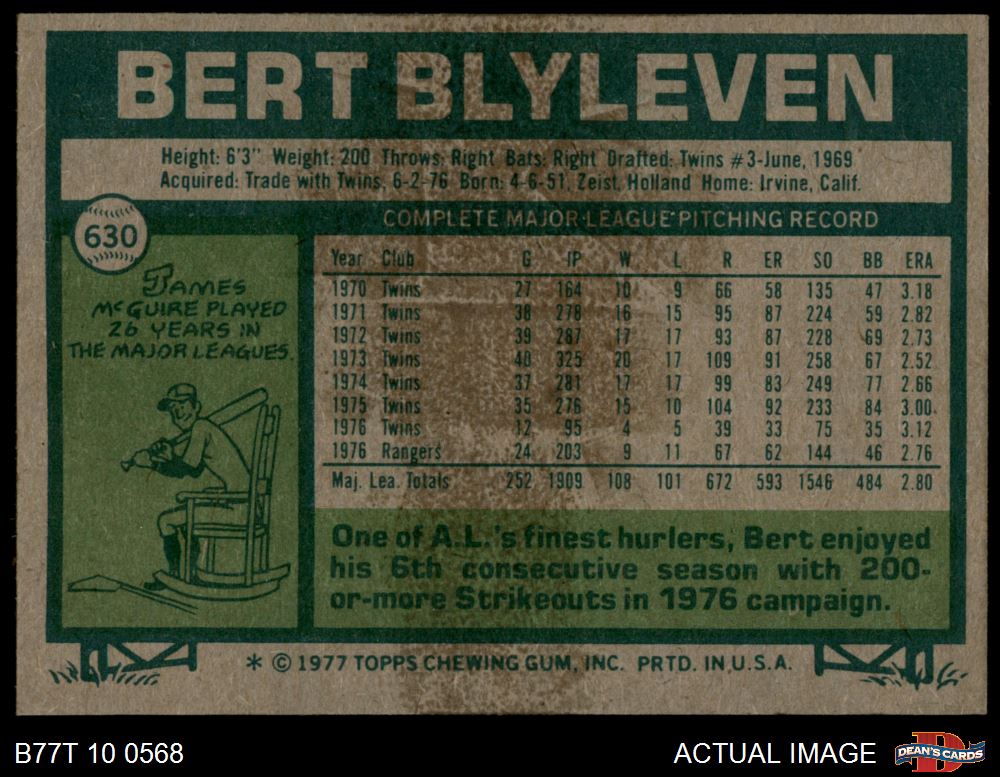 BERT BLYLEVEN
Height: 6'3" Weight: 200 Throws: Right Bats: Right Drafted: Twins #3-June, 1969
Acquired: Trade with Twins, 6-2-76 Born: 4-6-51, Zeist, Holland Home: Irvine, Calif.
630
COMPLETE MAJOR LEAGUE PITCHING RECORD
JAMES
McGUIRE PLAYED
26 YEARS IN
THE MAJOR LEAGUES.
Year Club G IP W L R ER SO BB ERA
1970 Twins 27 164 10 9 66 58 135 47 3.18
1971 Twins 38 278 16 15 95 87 224 59 2.82
1972 Twins 39 287 17 17 93 87 228 69 2.73
1973 Twins 40 325 20 17 109 91 258 67 2.52
1974 Twins 37 281 17 17 99 83 249 77 2.66
1975 Twins 35 276 15 10 104 92 233 84 3.00
1976 Twins 12 95 4 5 39 33 75 35 3.12
1976 Rangers 24 203 9 11 67 62 144 46 2.76
Maj. Lea. Totals 252 1909 108 101 672 593 1546 484 2.80
One of A.L.'s finest hurlers, Bert enjoyed
his 6th consecutive season with 200-
or-more Strikeouts in 1976 campaign.
* © 1977 TOPPS CHEWING GUM, INC. PRTD. IN U.S.A.
B77T 10 0568
ACTUAL IMAGE
D
DEAN'S CARDS